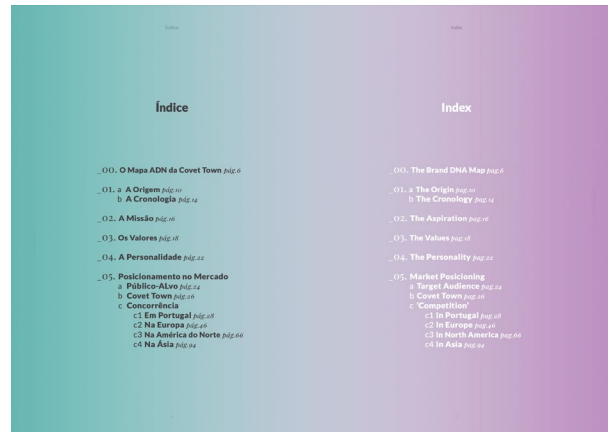 Índice
Índice
_00. O Mapa ADN da Covet Town pág.6
_01. a A Origem pág.10
b A Cronologia pág.14
_02. A Missão pág.16
_03. Os Valores pág.18
_04. A Personalidade pág.22
_05. Posicionamento no Mercado
a Público-ALvo pág.24
b Covet Town pág.26
c Concorrência
c1 Em Portugal pág.28
c2 Na Europa pág.46
c3 Na América do Norte pág.66
c4 Na Ásia pág.94
Index
Index
_00. The Brand DNA Map pag.6
_01. a The Origin pag.10
b The Cronology pag.14
_02. The Aspiration pag.16
_03. The Values pag.18
_04. The Personality pag.22
_05. Market Posicioning
a Target Audience pag.24
b Covet Town pag.26
c 'Competition'
c1 In Portugal pag.28
c2 In Europe pag.46
c3 In North America pag.66
c4 In Asia pag.94